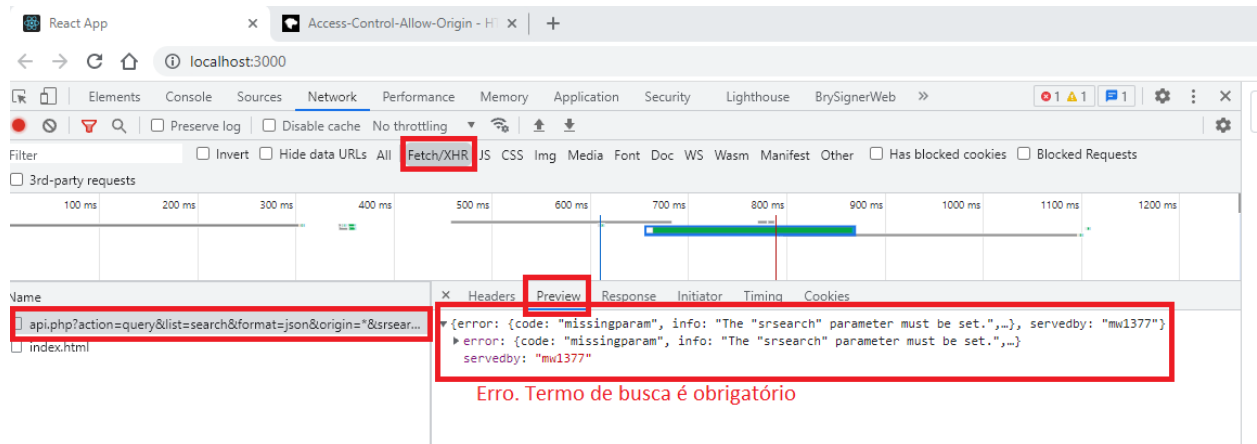 React App
Access-Control-Allow-Origin - H
localhost:3000
Elements Console Sources Network Performance Memory Application Security Lighthouse BrySignerWeb » 1 1 1
Preserve log Disable cache No throttling
Filter Invert Hide data URLs All Fetch/XHR JS CSS Img Media Font Doc WS Wasm Manifest Other Has blocked cookies Blocked Requests
3rd-party requests
100 ms 200 ms 300 ms 400 ms 500 ms 600 ms 700 ms 800 ms 900 ms 1000 ms 1100 ms 1200 ms
Name
api.php?action=query&list=search&format=json&origin=*&srsear...
index.html
Headers Preview Response Initiator Timing Cookies
▼{error: {code: "missingparam", info: "The "srsearch" parameter must be set.",…}, servedby: "mw1377"}
▶error: {code: "missingparam", info: "The "srsearch" parameter must be set.",…}
servedby: "mw1377"
Erro. Termo de busca é obrigatório